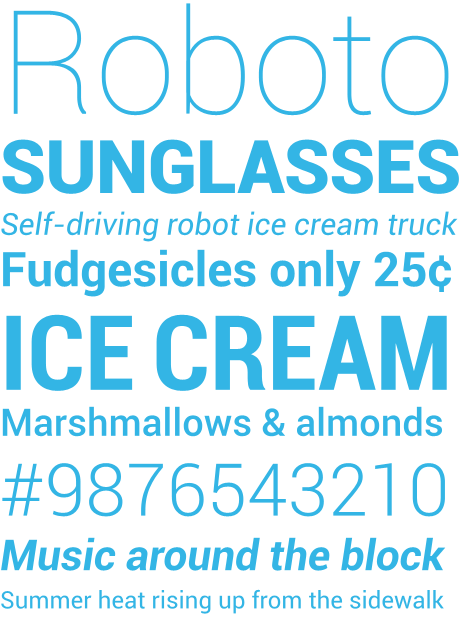 Roboto
SUNGLASSES
Self-driving robot ice cream truck
Fudgesicles only 25¢
ICE CREAM
Marshmallows & almonds
#9876543210
Music around the block
Summer heat rising up from the sidewalk